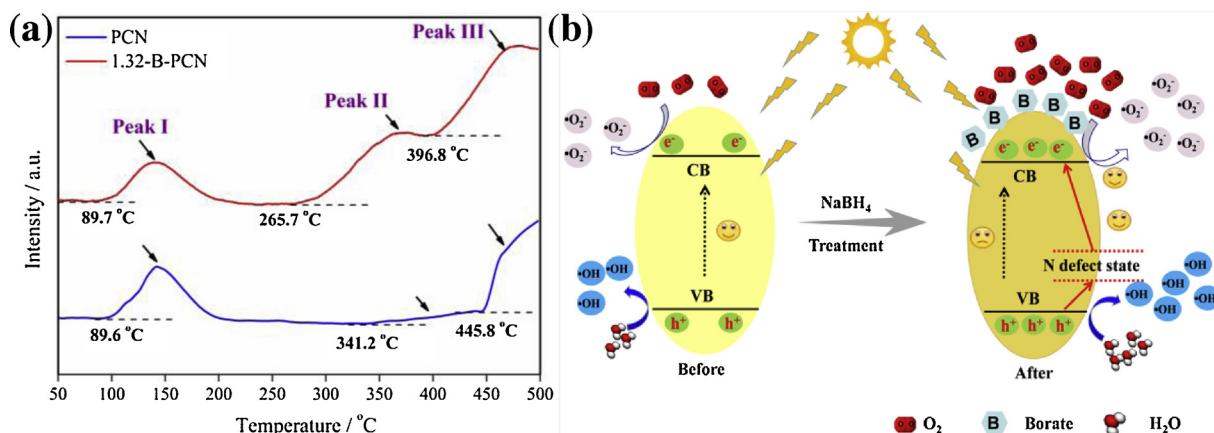 (a)
PCN
1.32-B-PCN
Peak I
Peak II
Peak III
89.7 °C
265.7 °C
396.8 °C
89.6 °C
341.2 °C
445.8 °C
Intensity / a.u.
50 100 150 200 250 300 350 400 450 500
Temperature / °C
(b)
•O₂⁻
•O₂⁻
•O₂⁻
e⁻ e⁻
CB
VB
h⁺ h⁺
•OH
•OH
•OH
Before
NaBH₄
Treatment
B B B B B
•O₂⁻
•O₂⁻
•O₂⁻
•O₂⁻
•O₂⁻
e⁻ e⁻ e⁻
CB
N defect state
VB
h⁺ h⁺ h⁺
•OH
•OH
•OH
•OH
•OH
After
O₂
B Borate
H₂O